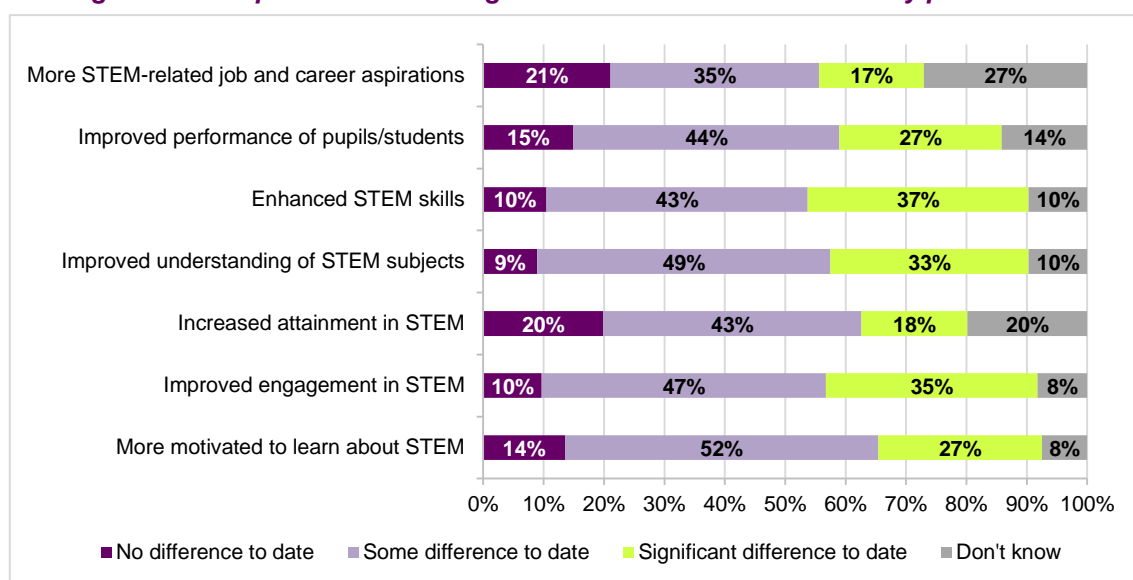 More STEM-related job and career aspirations 21% 35% 17% 27%
Improved performance of pupils/students 15% 44% 27% 14%
Enhanced STEM skills 10% 43% 37% 10%
Improved understanding of STEM subjects 9% 49% 33% 10%
Increased attainment in STEM 20% 43% 18% 20%
Improved engagement in STEM 10% 47% 35% 8%
More motivated to learn about STEM 14% 52% 27% 8%
0% 10% 20% 30% 40% 50% 60% 70% 80% 90% 100%
No difference to date Some difference to date Significant difference to date Don't know